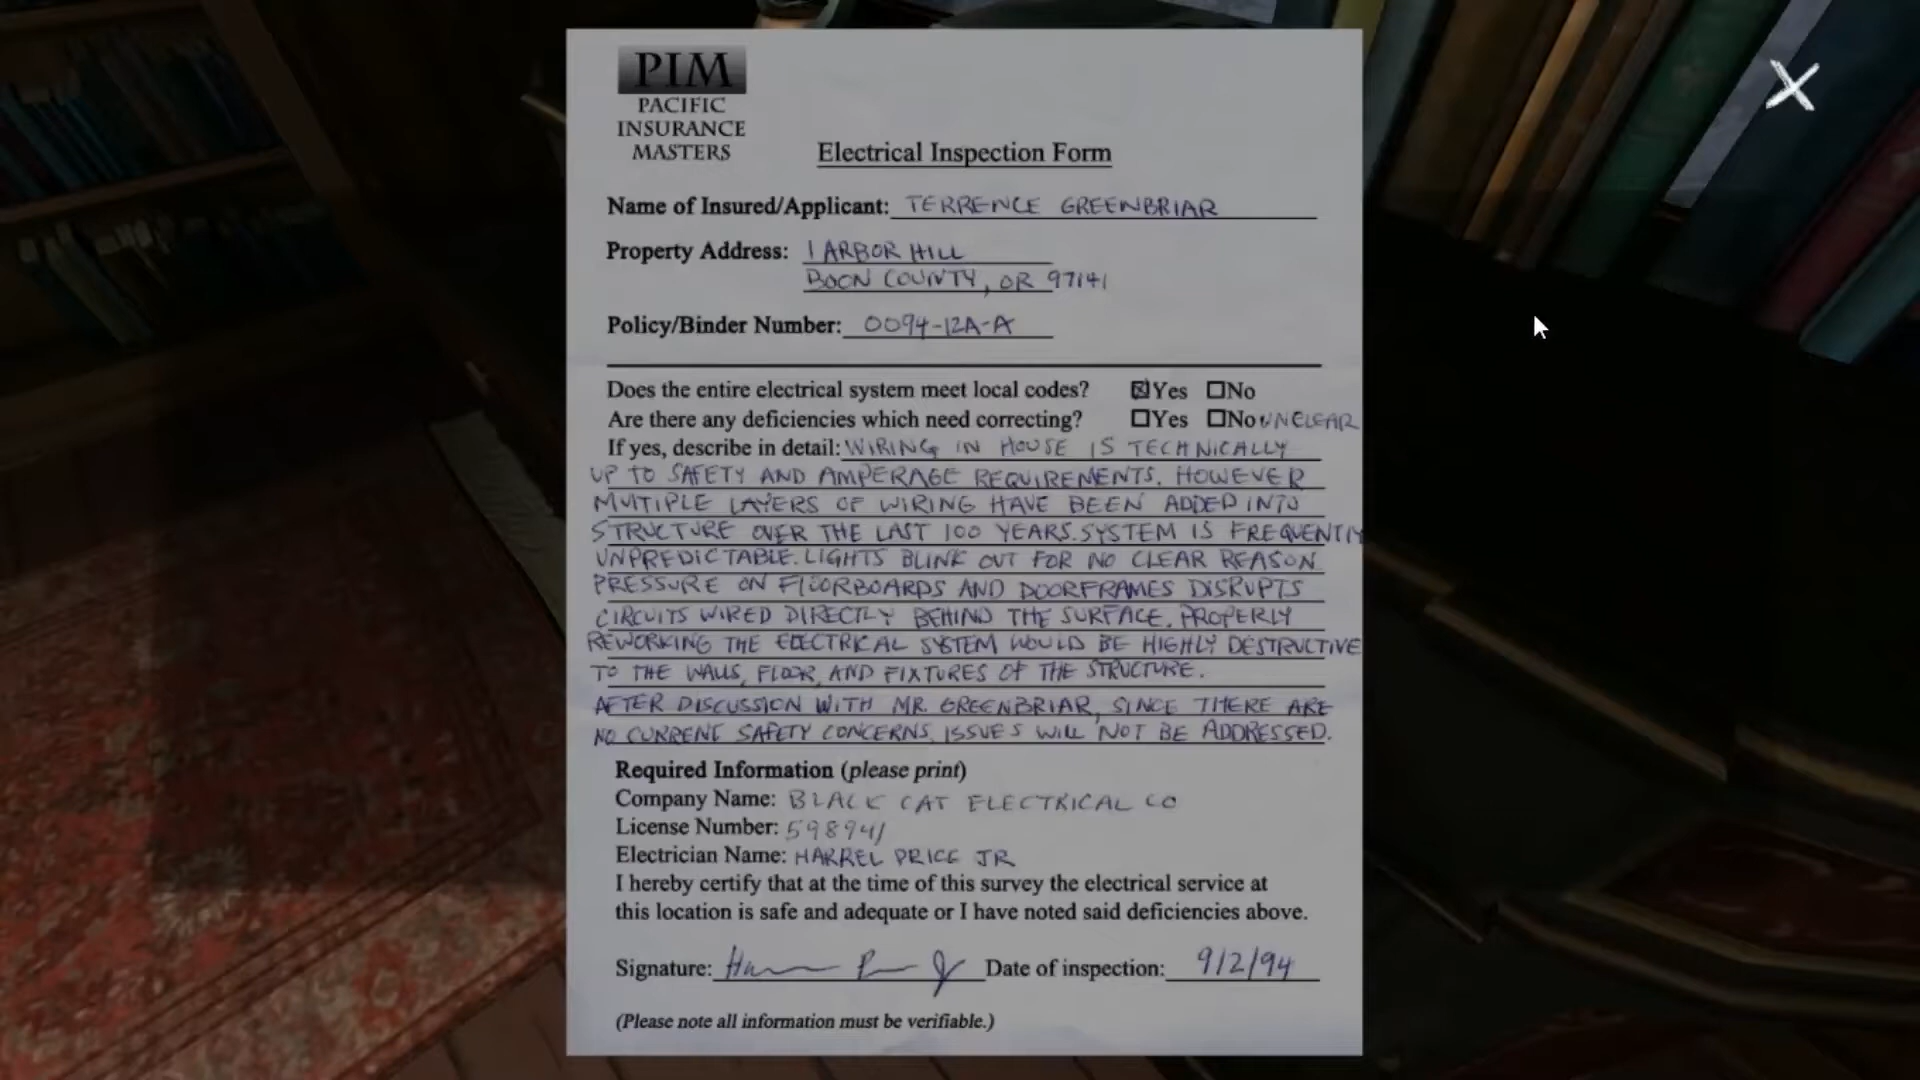 PIM
PACIFIC
INSURANCE
MASTERS
Electrical Inspection Form
Name of Insured/Applicant: TERRENCE GREENBRIAR
Property Address: 1 ARBOR HILL
BOON COUNTY, OR 97141
Policy/Binder Number: 0094-12A-A
Does the entire electrical system meet local codes? ☒Yes ☐No
Are there any deficiencies which need correcting? ☐Yes ☐No UNCLEAR
If yes, describe in detail: WIRING IN HOUSE IS TECHNICALLY
UP TO SAFETY AND AMPERAGE REQUIREMENTS. HOWEVER
MULTIPLE LAYERS OF WIRING HAVE BEEN ADDED INTO
STRUCTURE OVER THE LAST 100 YEARS. SYSTEM IS FREQUENTLY
UNPREDICTABLE. LIGHTS BLINK OUT FOR NO CLEAR REASON
PRESSURE ON FLOORBOARDS AND DOORFRAMES DISRUPTS
CIRCUITS WIRED DIRECTLY BEHIND THE SURFACE. PROPERLY
REWORKING THE ELECTRICAL SYSTEM WOULD BE HIGHLY DESTRUCTIVE
TO THE WALLS, FLOOR, AND FIXTURES OF THE STRUCTURE.
AFTER DISCUSSION WITH MR. GREENBRIAR, SINCE THERE ARE
NO CURRENT SAFETY CONCERNS, ISSUES WILL NOT BE ADDRESSED.
Required Information (please print)
Company Name: BLACK CAT ELECTRICAL CO
License Number: 598941
Electrician Name: HARREL PRICE JR
I hereby certify that at the time of this survey the electrical service at
this location is safe and adequate or I have noted said deficiencies above.
Signature: Date of inspection: 9/2/94
(Please note all information must be verifiable.)